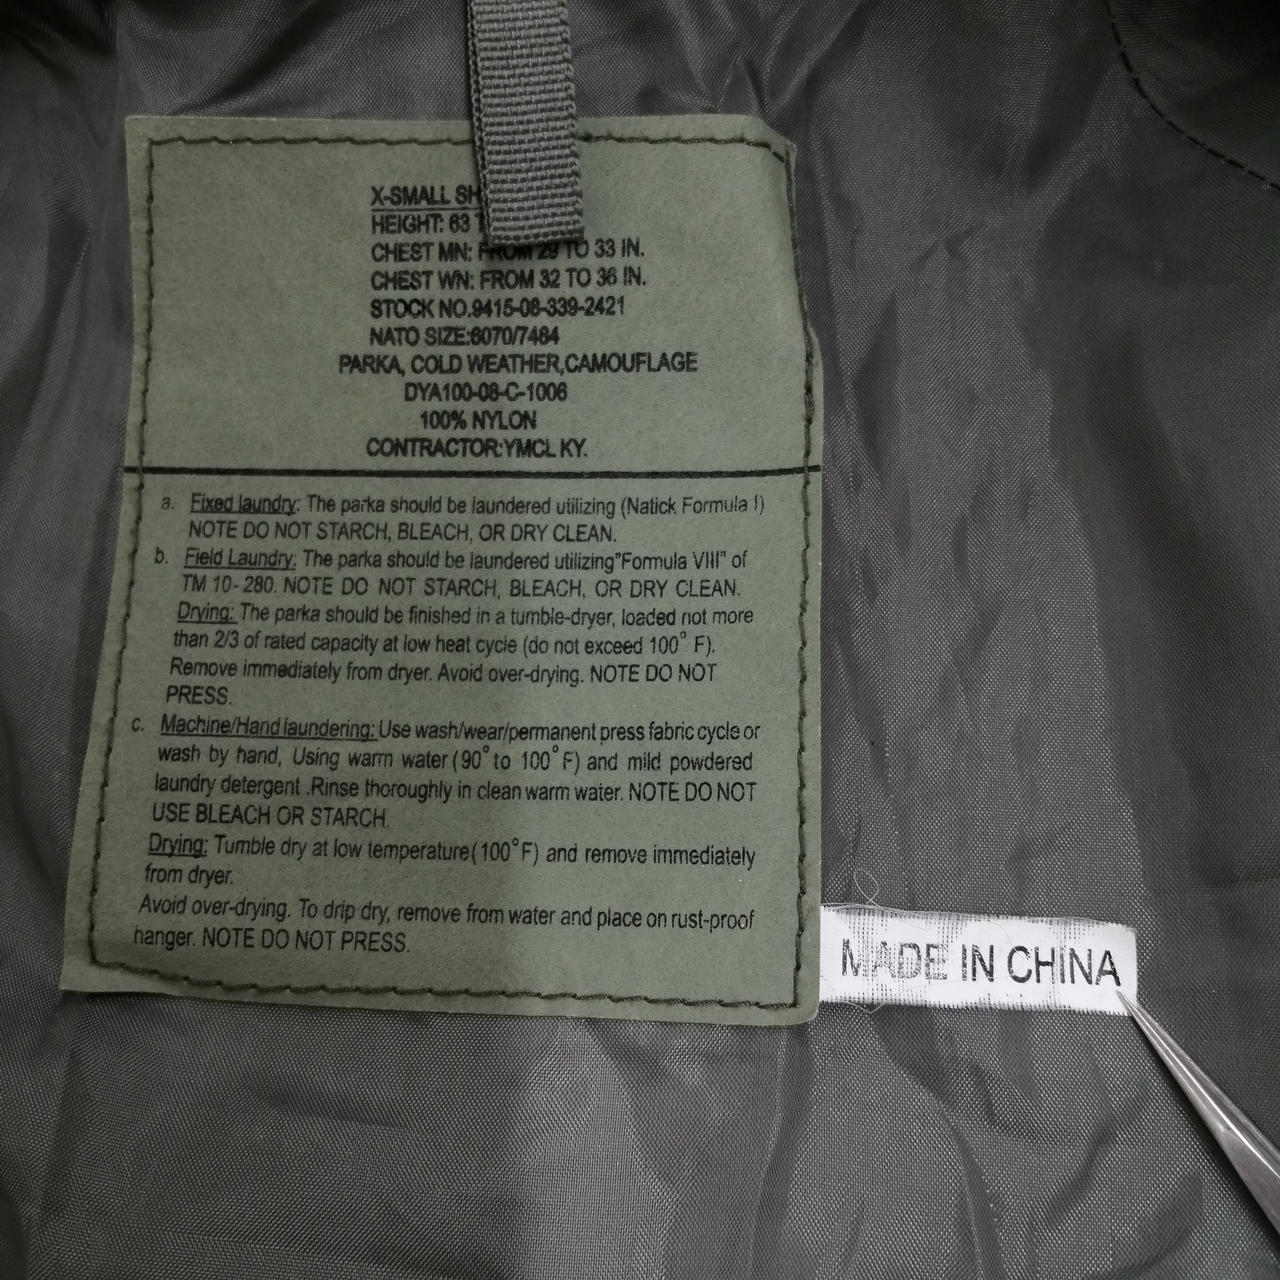 X-SMALL SH
HEIGHT: 63
CHEST MN: FROM 29 TO 33 IN.
CHEST WN: FROM 32 TO 36 IN.
STOCK NO.9415-08-339-2421
NATO SIZE:6070/7484
PARKA, COLD WEATHER,CAMOUFLAGE
DYA100-08-C-1006
100% NYLON
CONTRACTOR:YMCL KY.
a. Fixed laundry: The parka should be laundered utilizing (Natick Formula I)
NOTE DO NOT STARCH, BLEACH, OR DRY CLEAN.
b. Field Laundry: The parka should be laundered utilizing"Formula VIII" of
TM 10-280. NOTE DO NOT STARCH, BLEACH, OR DRY CLEAN.
Drying: The parka should be finished in a tumble-dryer, loaded not more
than 2/3 of rated capacity at low heat cycle (do not exceed 100° F).
Remove immediately from dryer. Avoid over-drying. NOTE DO NOT
PRESS.
c. Machine/Hand laundering: Use wash/wear/permanent press fabric cycle or
wash by hand, Using warm water (90° to 100° F) and mild powdered
laundry detergent .Rinse thoroughly in clean warm water. NOTE DO NOT
USE BLEACH OR STARCH.
Drying: Tumble dry at low temperature(100°F) and remove immediately
from dryer.
Avoid over-drying. To drip dry, remove from water and place on rust-proof
hanger. NOTE DO NOT PRESS.
MADE IN CHINA